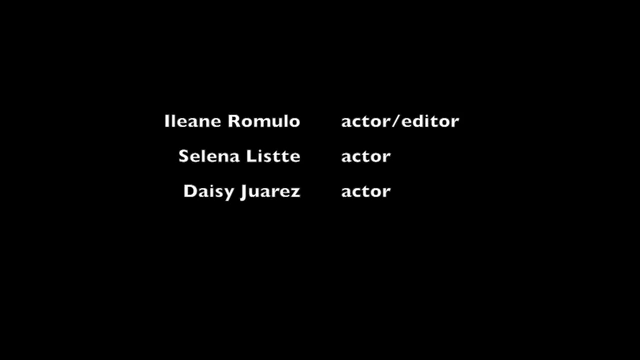 Ileane Romulo actor/editor
Selena Listte actor
Daisy Juarez actor